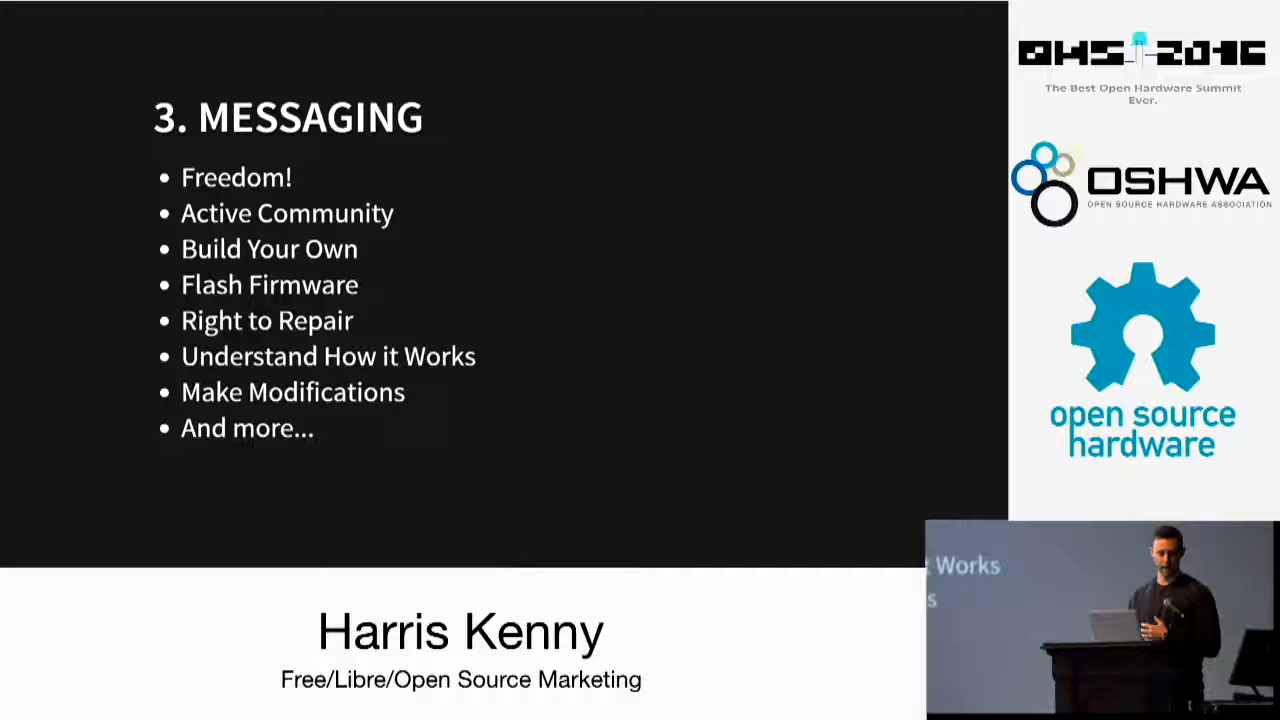 3. MESSAGING
Freedom!
Active Community
Build Your Own
Flash Firmware
Right to Repair
Understand How it Works
Make Modifications
And more...
OHS 2016
The Best Open Hardware Summit
Ever.
OSHWA
OPEN SOURCE HARDWARE ASSOCIATION
open source
hardware
Works
s
Harris Kenny
Free/Libre/Open Source Marketing